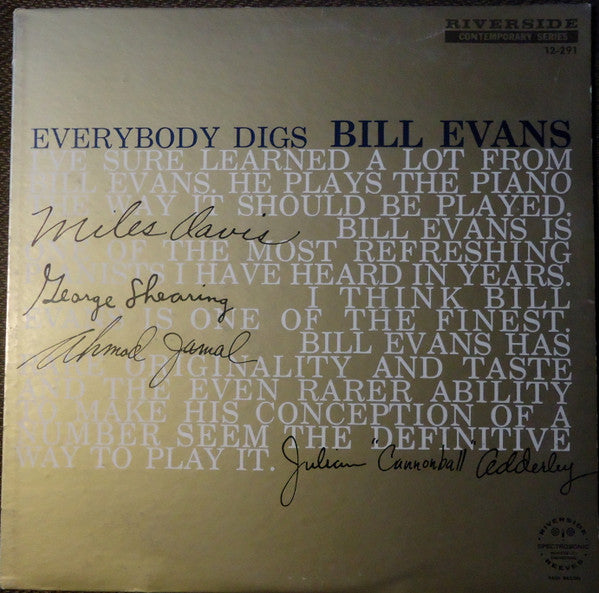 RIVERSIDE
CONTEMPORARY SERIES
12-291
EVERYBODY DIGS BILL EVANS
I'VE SURE LEARNED A LOT FROM
BILL EVANS. HE PLAYS THE PIANO
THE WAY IT SHOULD BE PLAYED.
Miles Davis BILL EVANS IS
ONE OF THE MOST REFRESHING
PIANISTS I HAVE HEARD IN YEARS.
George Shearing I THINK BILL
EVANS IS ONE OF THE FINEST.
Ahmad Jamal BILL EVANS HAS
RARE ORIGINALITY AND TASTE
AND THE EVEN RARER ABILITY
TO MAKE HIS CONCEPTION OF A
NUMBER SEEM THE DEFINITIVE
WAY TO PLAY IT. Julian "Cannonball" Adderley
RIVERSIDE
SPECTROSONIC
REEVES